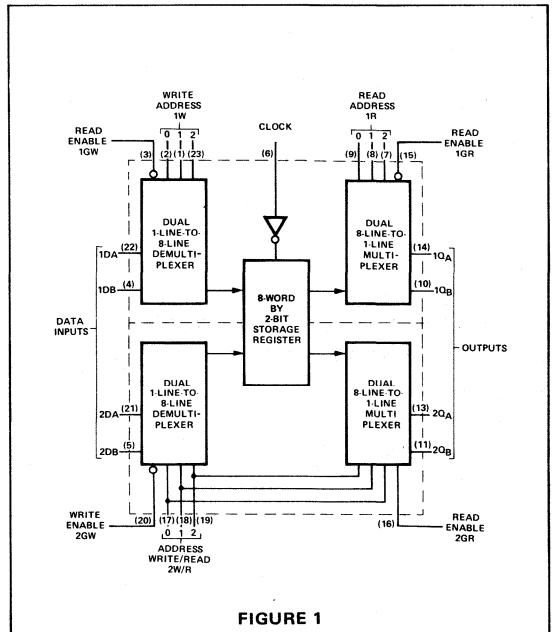 WRITE
ADDRESS
1W
READ
ADDRESS
1R
READ
ENABLE
1GW
0 1 2
CLOCK
0 1 2
READ
ENABLE
1GR
(3)
(2)
(1)
(23)
(6)
(9)
(8)
(7)
(15)
DUAL
1-LINE-TO-
8-LINE
DEMULTI-
PLEXER
DUAL
8-LINE-TO-
1-LINE
MULTI-
PLEXER
1DA (22)
1DB (4)
(14) 1QA
(10) 1QB
8-WORD
BY
2-BIT
STORAGE
REGISTER
DATA
INPUTS
OUTPUTS
DUAL
1-LINE-TO-
8-LINE
DEMULTI-
PLEXER
DUAL
8-LINE-TO-
1-LINE
MULTI
PLEXER
2DA (21)
2DB (5)
(13) 2QA
(11) 2QB
WRITE
ENABLE
2GW
(20)
(17)
(18)
(19)
0 1 2
ADDRESS
WRITE/READ
2W/R
(16)
READ
ENABLE
2GR
FIGURE 1